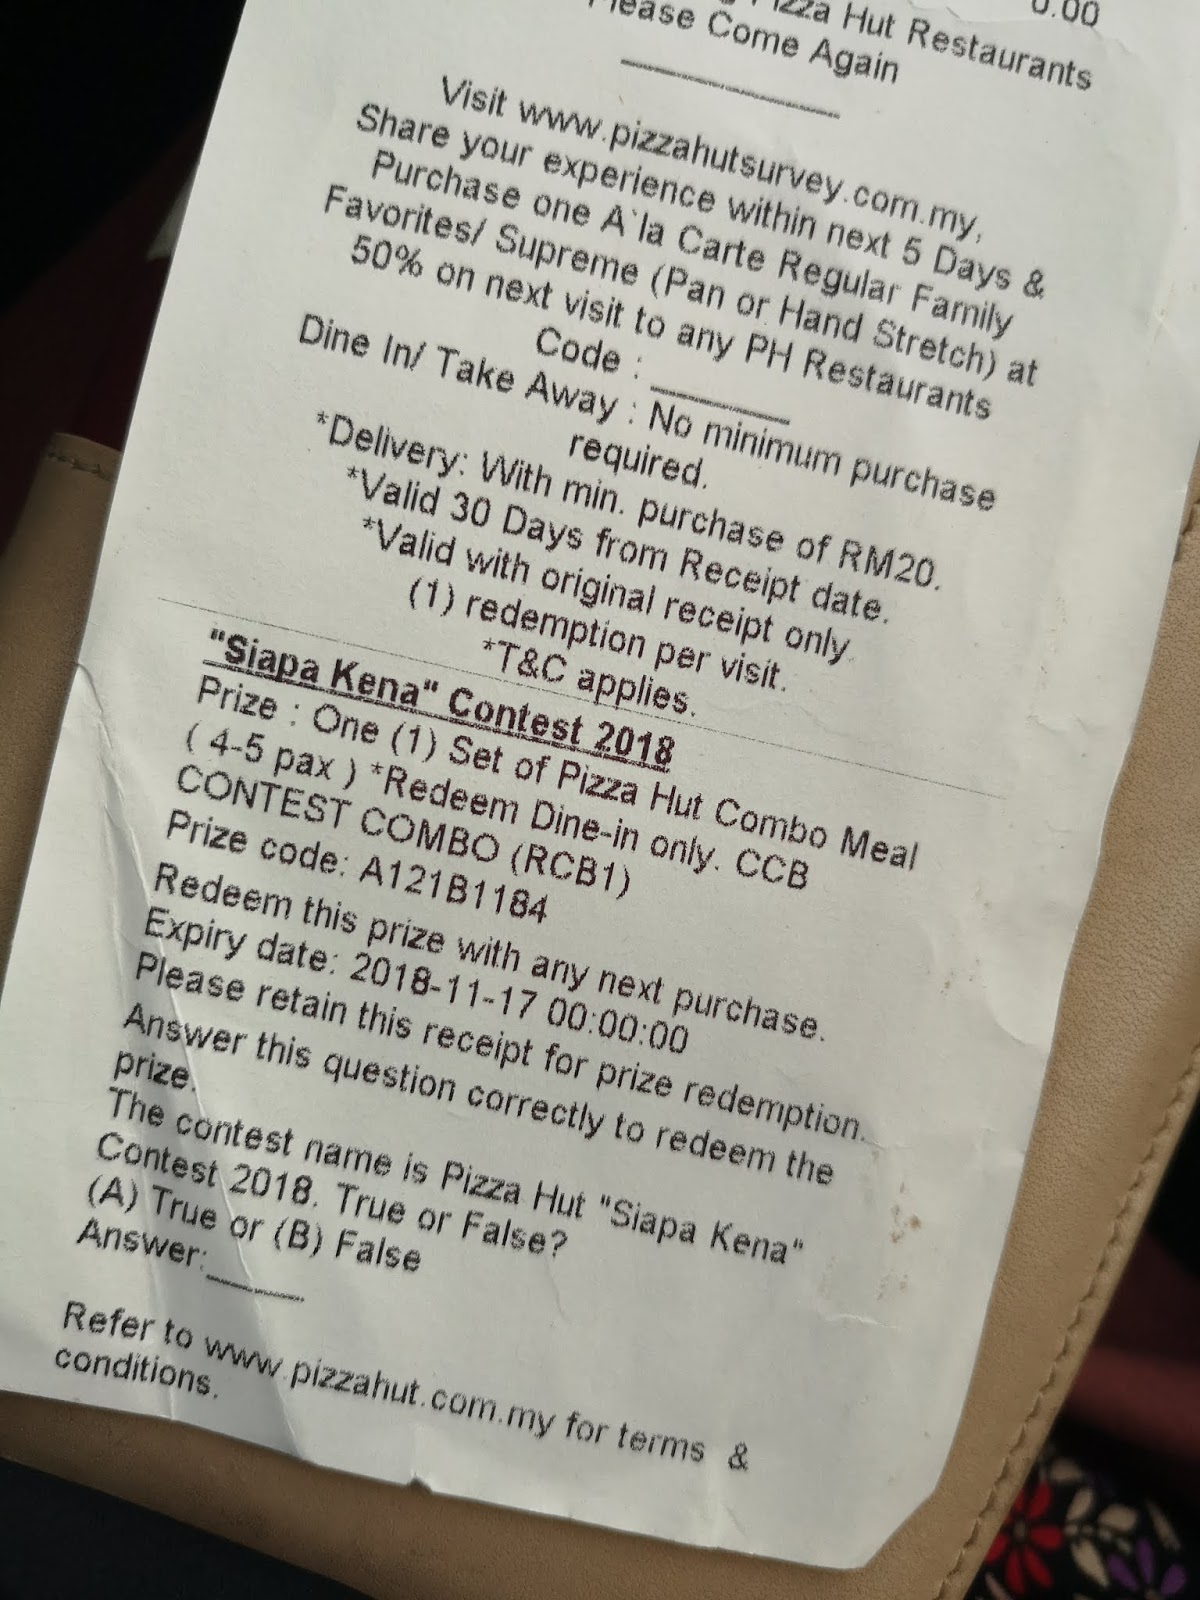 0.00
Pizza Hut Restaurants
Please Come Again
Visit www.pizzahutsurvey.com.my,
Share your experience within next 5 Days &
Purchase one A`la Carte Regular Family
Favorites/ Supreme (Pan or Hand Stretch) at
50% on next visit to any PH Restaurants
Code : ________
Dine In/ Take Away : No minimum purchase
required.
*Delivery: With min. purchase of RM20.
*Valid 30 Days from Receipt date.
*Valid with original receipt only.
(1) redemption per visit.
*T&C applies.
"Siapa Kena" Contest 2018
Prize : One (1) Set of Pizza Hut Combo Meal
( 4-5 pax ) *Redeem Dine-in only. CCB
CONTEST COMBO (RCB1)
Prize code: A121B1184
Redeem this prize with any next purchase.
Expiry date: 2018-11-17 00:00:00
Please retain this receipt for prize redemption.
Answer this question correctly to redeem the
prize.
The contest name is Pizza Hut "Siapa Kena"
Contest 2018. True or False?
(A) True or (B) False
Answer:______
Refer to www.pizzahut.com.my for terms &
conditions.